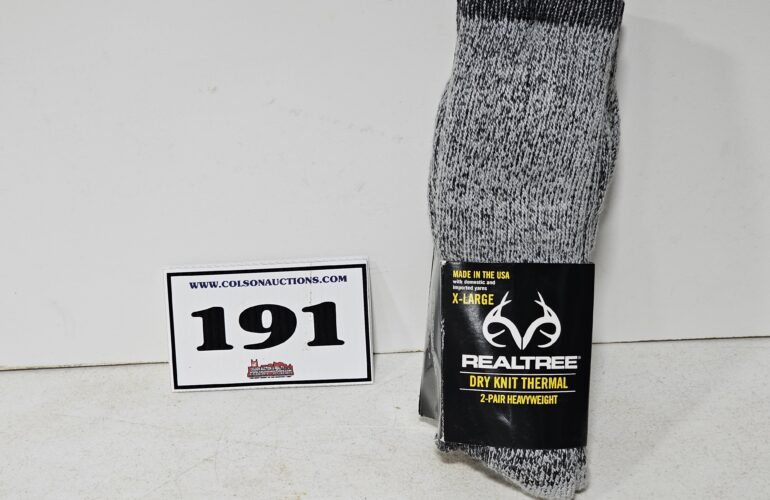 WWW.COLSONAUCTIONS.COM
191
MADE IN THE USA
with domestic and
imported yarns
X-LARGE
REALTREE
DRY KNIT THERMAL
2-PAIR HEAVYWEIGHT